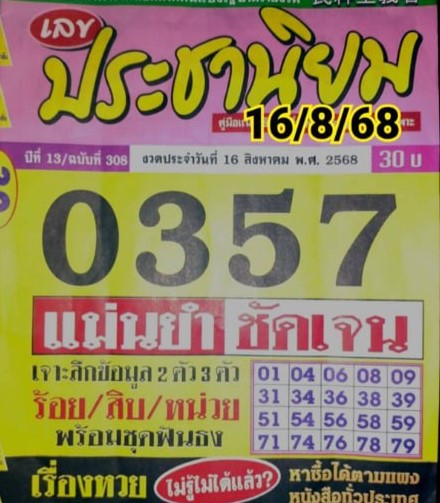 เลข
ประชานิยม
16/8/68
ปีที่ 13/ฉบับที่ 308 งวดประจำวันที่ 16 สิงหาคม พ.ศ. 2568 30 บ
0357
แม่นยำ ชัดเจน
เจาะลึกข้อมูล 2 ตัว 3 ตัว
ร้อย/สิบ/หน่วย
พร้อมชุดฟันธง
01 04 06 08 09
31 34 36 38 39
51 54 56 58 59
71 74 76 78 79
เรื่องหวย ไม่รู้ไม่ได้แล้ว? หาซื้อได้ตามแผง
หนังสือทั่วประเทศ